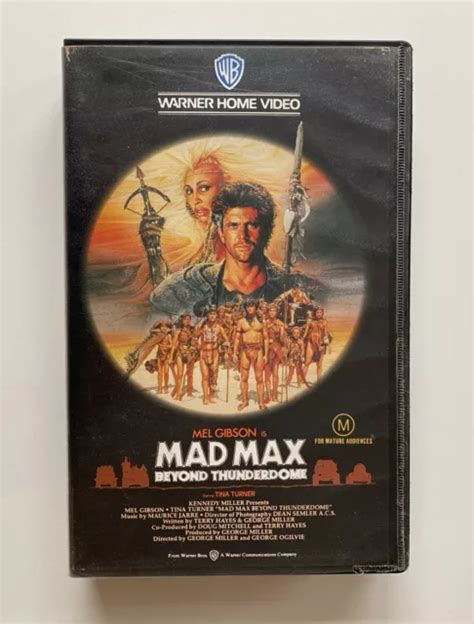 WB
WARNER HOME VIDEO
MEL GIBSON IS
MAD MAX
BEYOND THUNDERDOME
M
FOR MATURE AUDIENCES
TINA TURNER
KENNEDY MILLER Presents
MEL GIBSON • TINA TURNER "MAD MAX BEYOND THUNDERDOME"
Music by MAURICE JARRE • Director of Photography DEAN SEMLER A.C.S.
Written by TERRY HAYES & GEORGE MILLER
Co-Produced by DOUG MITCHELL and TERRY HAYES
Produced by GEORGE MILLER
Directed by GEORGE MILLER and GEORGE OGILVIE
From Warner Bros. A Warner Communications Company